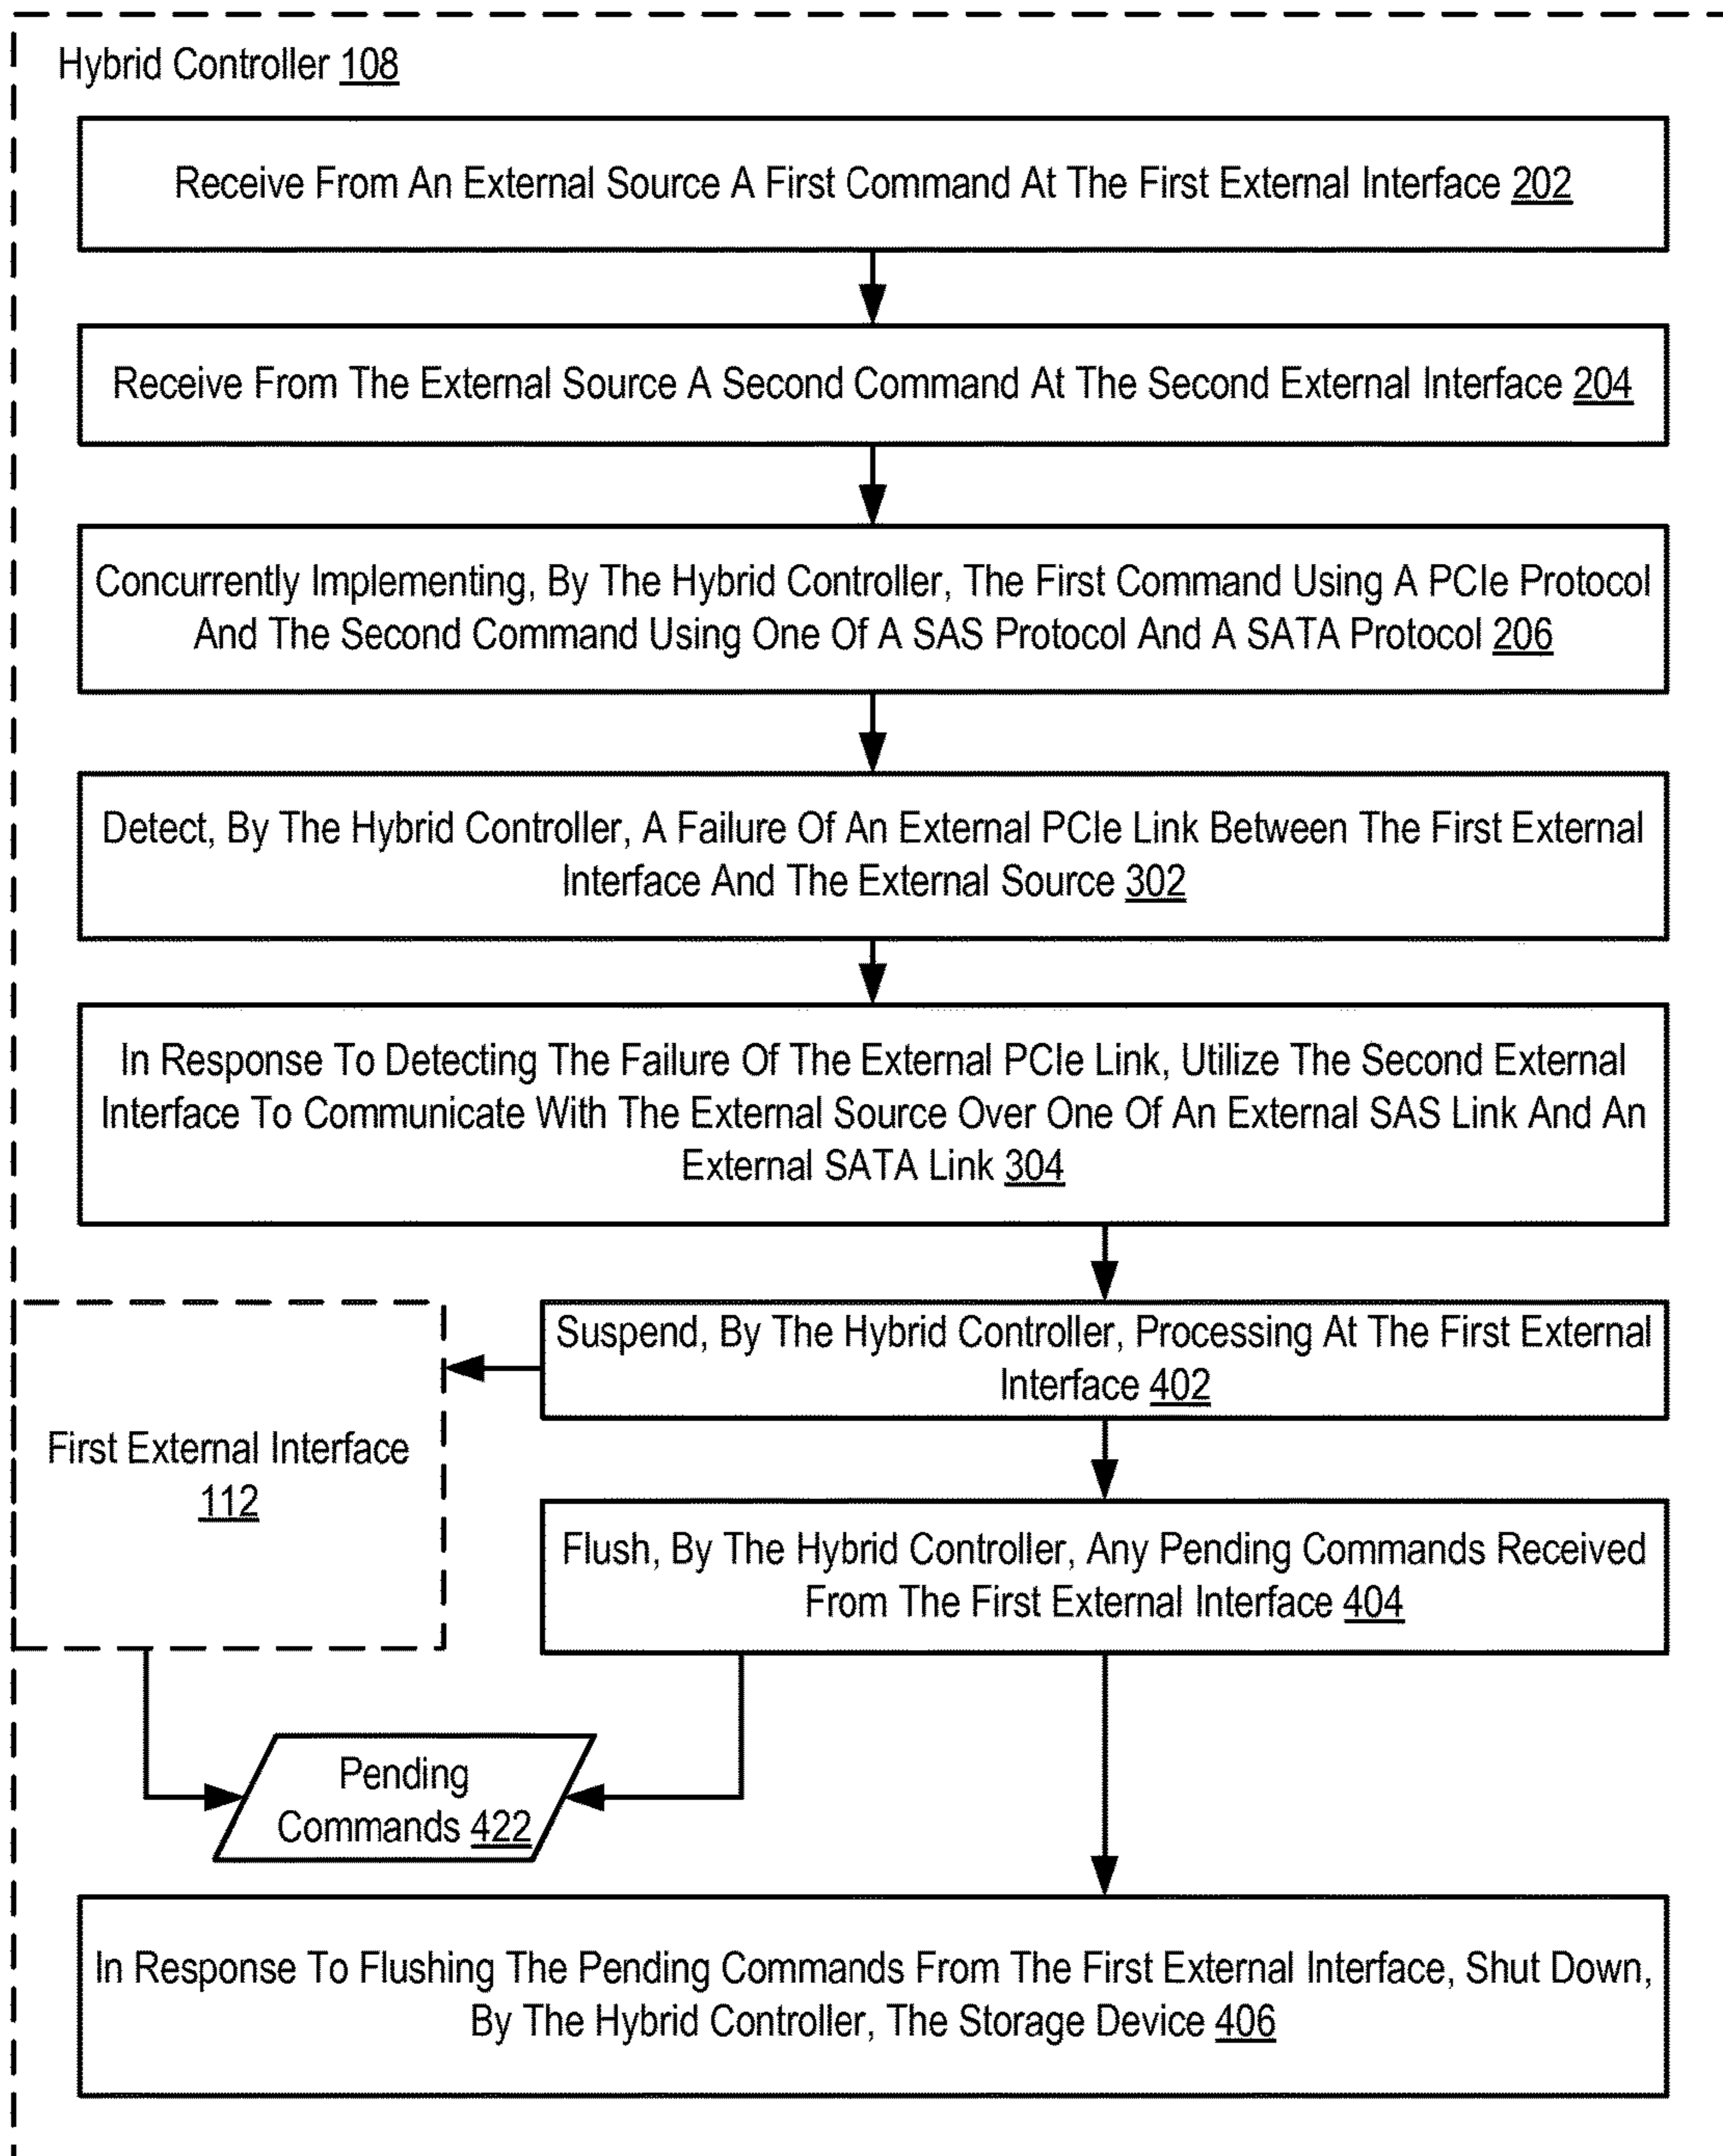 Hybrid Controller 108
Receive From An External Source A First Command At The First External Interface 202
Receive From The External Source A Second Command At The Second External Interface 204
Concurrently Implementing, By The Hybrid Controller, The First Command Using A PCIe Protocol
And The Second Command Using One Of A SAS Protocol And A SATA Protocol 206
Detect, By The Hybrid Controller, A Failure Of An External PCIe Link Between The First External
Interface And The External Source 302
In Response To Detecting The Failure Of The External PCIe Link, Utilize The Second External
Interface To Communicate With The External Source Over One Of An External SAS Link And An
External SATA Link 304
Suspend, By The Hybrid Controller, Processing At The First External
Interface 402
First External Interface
112
Flush, By The Hybrid Controller, Any Pending Commands Received
From The First External Interface 404
Pending
Commands 422
In Response To Flushing The Pending Commands From The First External Interface, Shut Down,
By The Hybrid Controller, The Storage Device 406